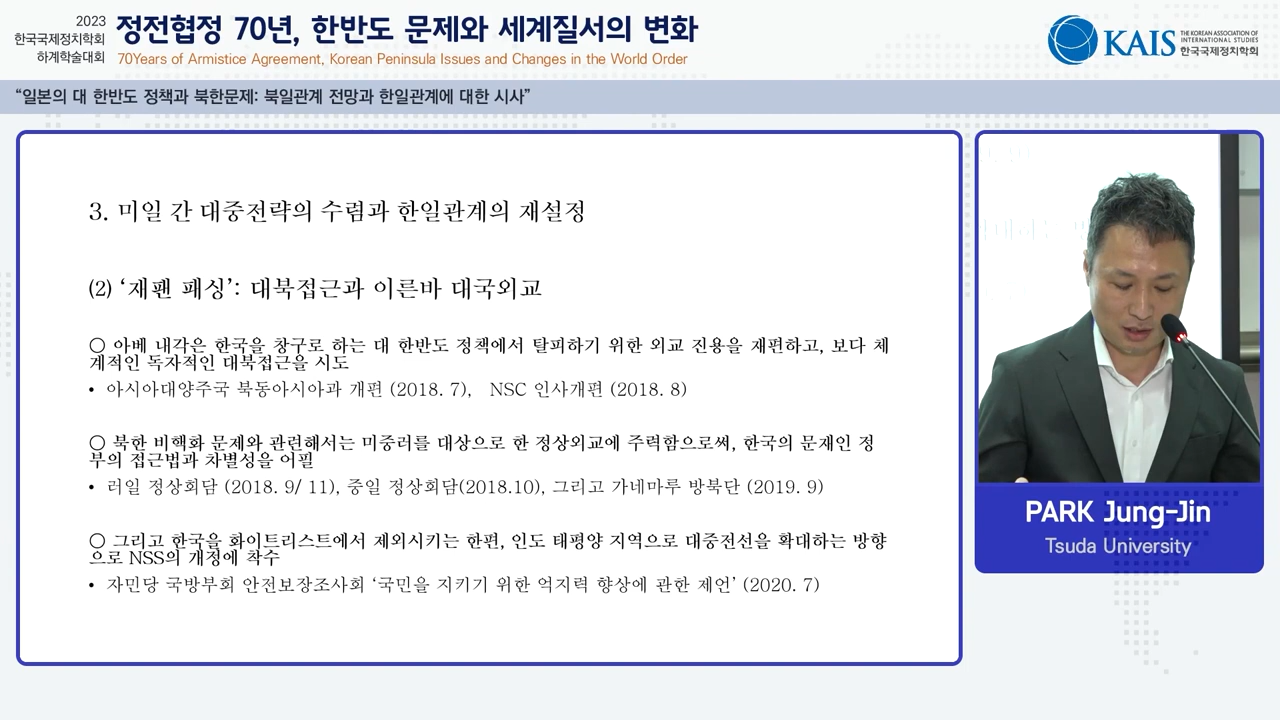 2023
한국국제정치학회
하계학술대회
정전협정 70년, 한반도 문제와 세계질서의 변화
70Years of Armistice Agreement, Korean Peninsula Issues and Changes in the World Order
KAIS
THE KOREAN ASSOCIATION OF
INTERNATIONAL STUDIES
한국국제정치학회
“일본의 대 한반도 정책과 북한문제: 북일관계 전망과 한일관계에 대한 시사”
3. 미일 간 대중전략의 수렴과 한일관계의 재설정
(2) ‘재팬 패싱’: 대북접근과 이른바 대국외교
○ 아베 내각은 한국을 창구로 하는 대 한반도 정책에서 탈피하기 위한 외교 진용을 재편하고, 보다 체
계적인 독자적인 대북접근을 시도
• 아시아대양주국 북동아시아과 개편 (2018. 7), NSC 인사개편 (2018. 8)
○ 북한 비핵화 문제와 관련해서는 미중러를 대상으로 한 정상외교에 주력함으로써, 한국의 문재인 정
부의 접근법과 차별성을 어필
• 러일 정상회담 (2018. 9/ 11), 중일 정상회담(2018.10), 그리고 가네마루 방북단 (2019. 9)
○ 그리고 한국을 화이트리스트에서 제외시키는 한편, 인도 태평양 지역으로 대중전선을 확대하는 방향
으로 NSS의 개정에 착수
• 자민당 국방부회 안전보장조사회 ‘국민을 지키기 위한 억지력 향상에 관한 제언’ (2020. 7)
PARK Jung-Jin
Tsuda University